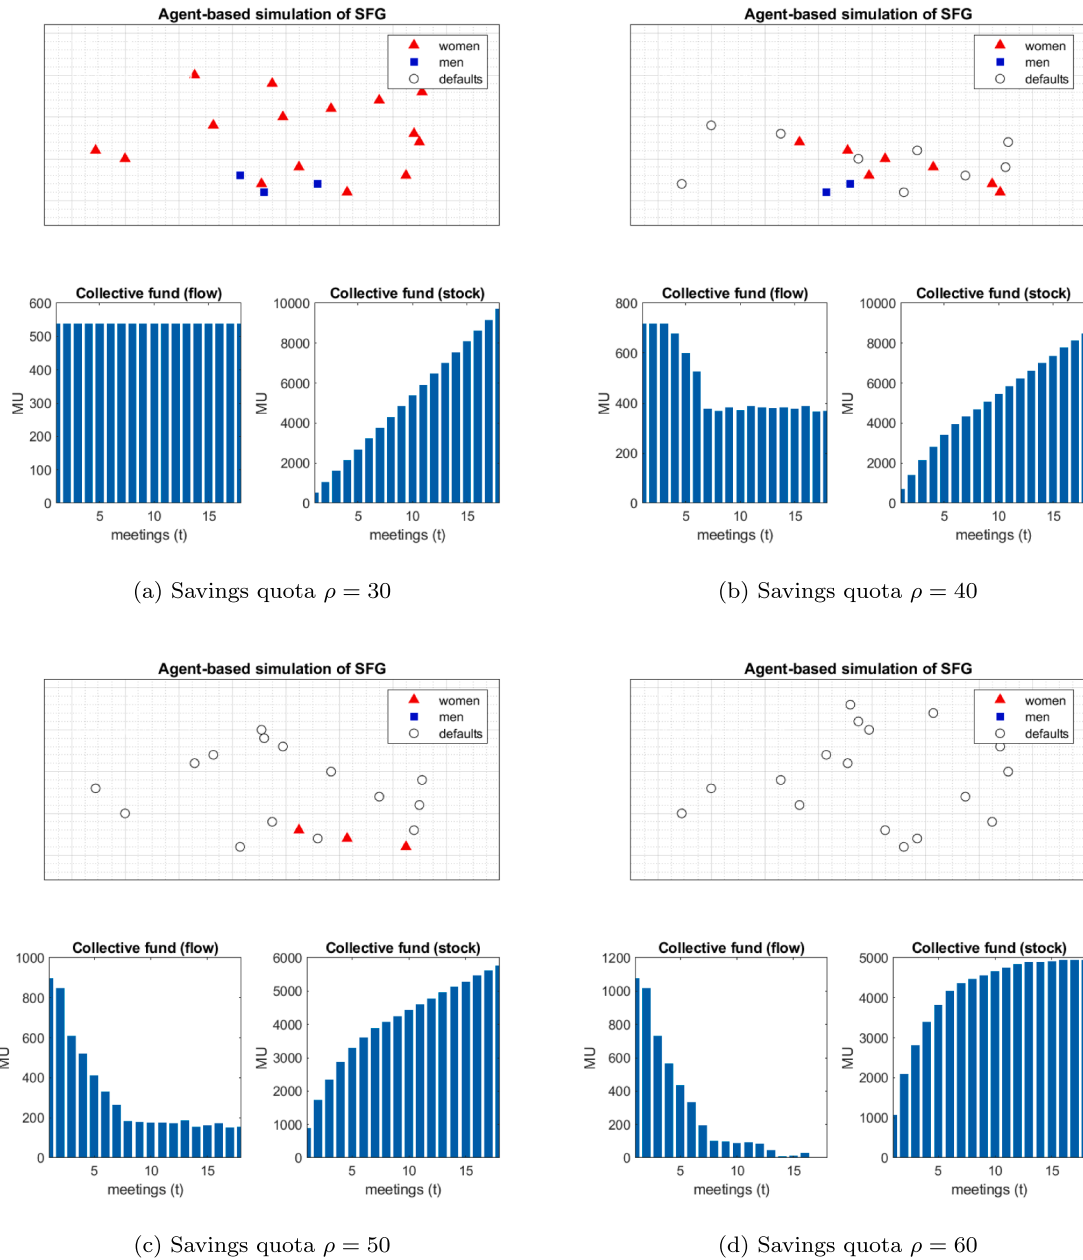 Agent-based simulation of SFG
women
men
defaults
Collective fund (flow)
600
500
400
300
200
100
0
MU
5
10
15
meetings (t)
Collective fund (stock)
10000
8000
6000
4000
2000
0
MU
5
10
15
meetings (t)
(a) Savings quota ρ = 30
Agent-based simulation of SFG
women
men
defaults
Collective fund (flow)
800
600
400
200
0
MU
5
10
15
meetings (t)
Collective fund (stock)
10000
8000
6000
4000
2000
0
MU
5
10
15
meetings (t)
(b) Savings quota ρ = 40
Agent-based simulation of SFG
women
men
defaults
Collective fund (flow)
1000
800
600
400
200
0
MU
5
10
15
meetings (t)
Collective fund (stock)
6000
5000
4000
3000
2000
1000
0
MU
5
10
15
meetings (t)
(c) Savings quota ρ = 50
Agent-based simulation of SFG
women
men
defaults
Collective fund (flow)
1200
1000
800
600
400
200
0
MU
5
10
15
meetings (t)
Collective fund (stock)
5000
4000
3000
2000
1000
0
MU
5
10
15
meetings (t)
(d) Savings quota ρ = 60